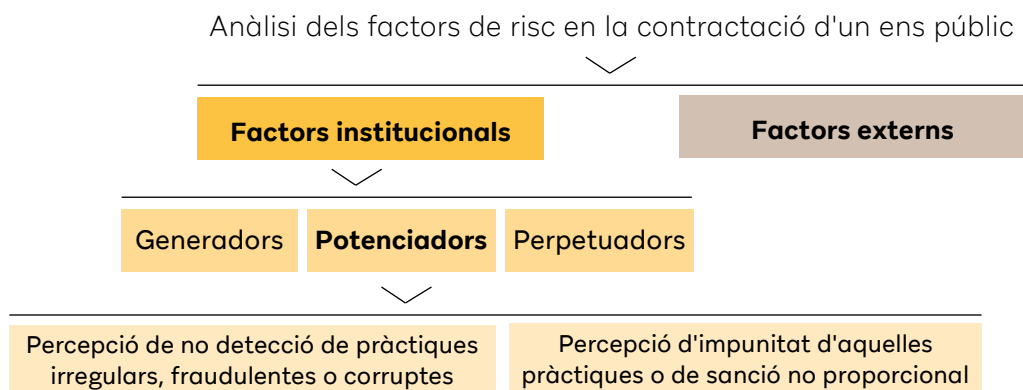 Anàlisi dels factors de risc en la contractació d'un ens públic
Factors institucionals
Factors externs
Generadors
Potenciadors
Perpetuadors
Percepció de no detecció de pràctiques
irregulars, fraudulentes o corruptes
Percepció d'impunitat d'aquelles
pràctiques o de sanció no proporcional